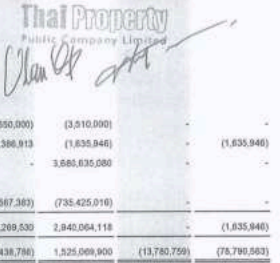 Thai Property
Public Company Limited
550,000) (3,510,000) - -
386,913 (1,635,946) - (1,635,946)
- 3,680,635,080
567,383) (735,425,016) - -
,269,530 2,940,064,118 - (1,635,946)
438,786) 1,525,069,900 (13,780,759) (78,790,563)